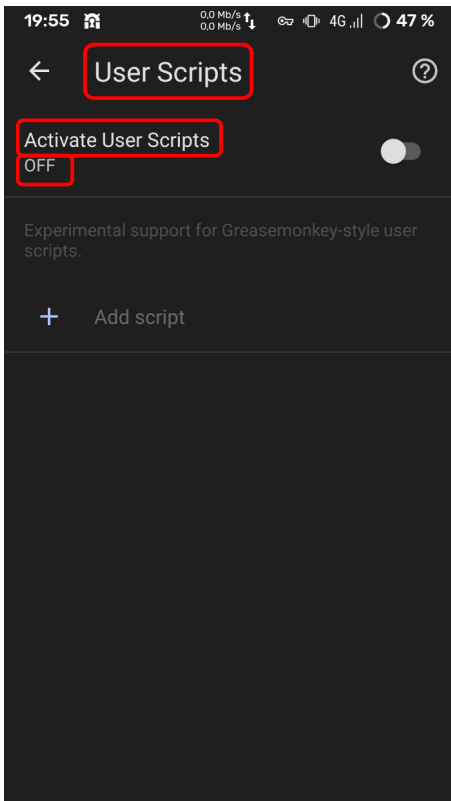 19:55
0,0 Mb/s
0,0 Mb/s
4G
47 %
User Scripts
Activate User Scripts
OFF
Experimental support for Greasemonkey-style user
scripts.
Add script